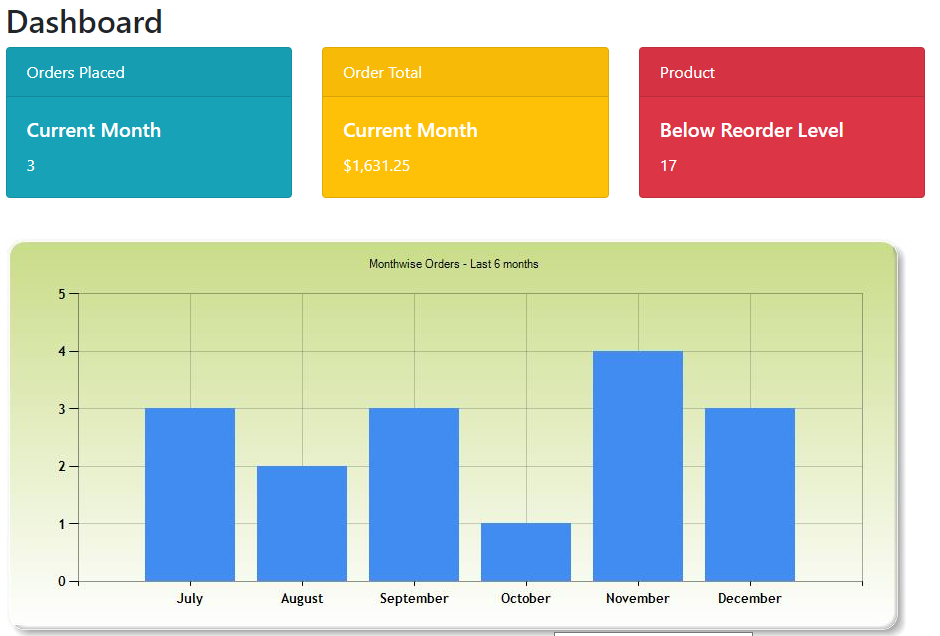 Dashboard
Orders Placed
Current Month
3
Order Total
Current Month
$1,631.25
Product
Below Reorder Level
17
Monthwise Orders - Last 6 months
5
4
3
2
1
0
July August September October November December